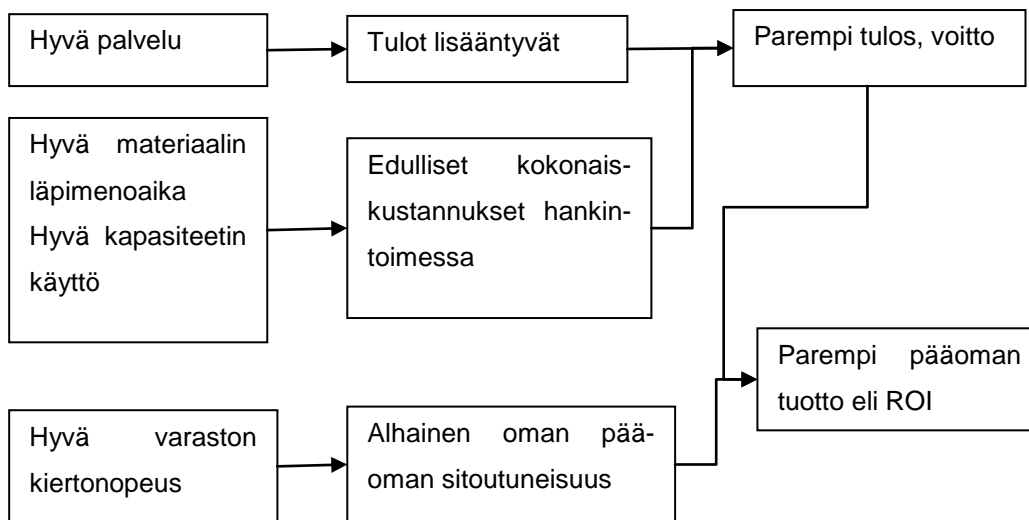 Hyvä palvelu
Tulot lisääntyvät
Parempi tulos, voitto
Hyvä materiaalin
läpimenoaika
Hyvä kapasiteetin
käyttö
Edulliset kokonais-
kustannukset hankin-
toimessa
Parempi pääoman
tuotto eli ROI
Hyvä varaston
kiertonopeus
Alhainen oman pää-
oman sitoutuneisuus